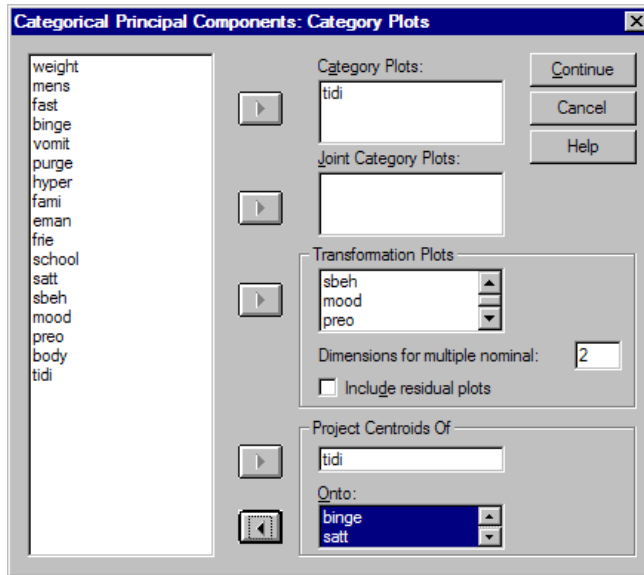 Categorical Principal Components: Category Plots
weight
mens
fast
binge
vomit
purge
hyper
fami
eman
frie
school
satt
sbeh
mood
preo
body
tidi
Category Plots:
tidi
Joint Category Plots:
Transformation Plots
sbeh
mood
preo
Dimensions for multiple nominal: 2
Include residual plots
Project Centroids Of
tidi
Onto:
binge
satt
Continue
Cancel
Help